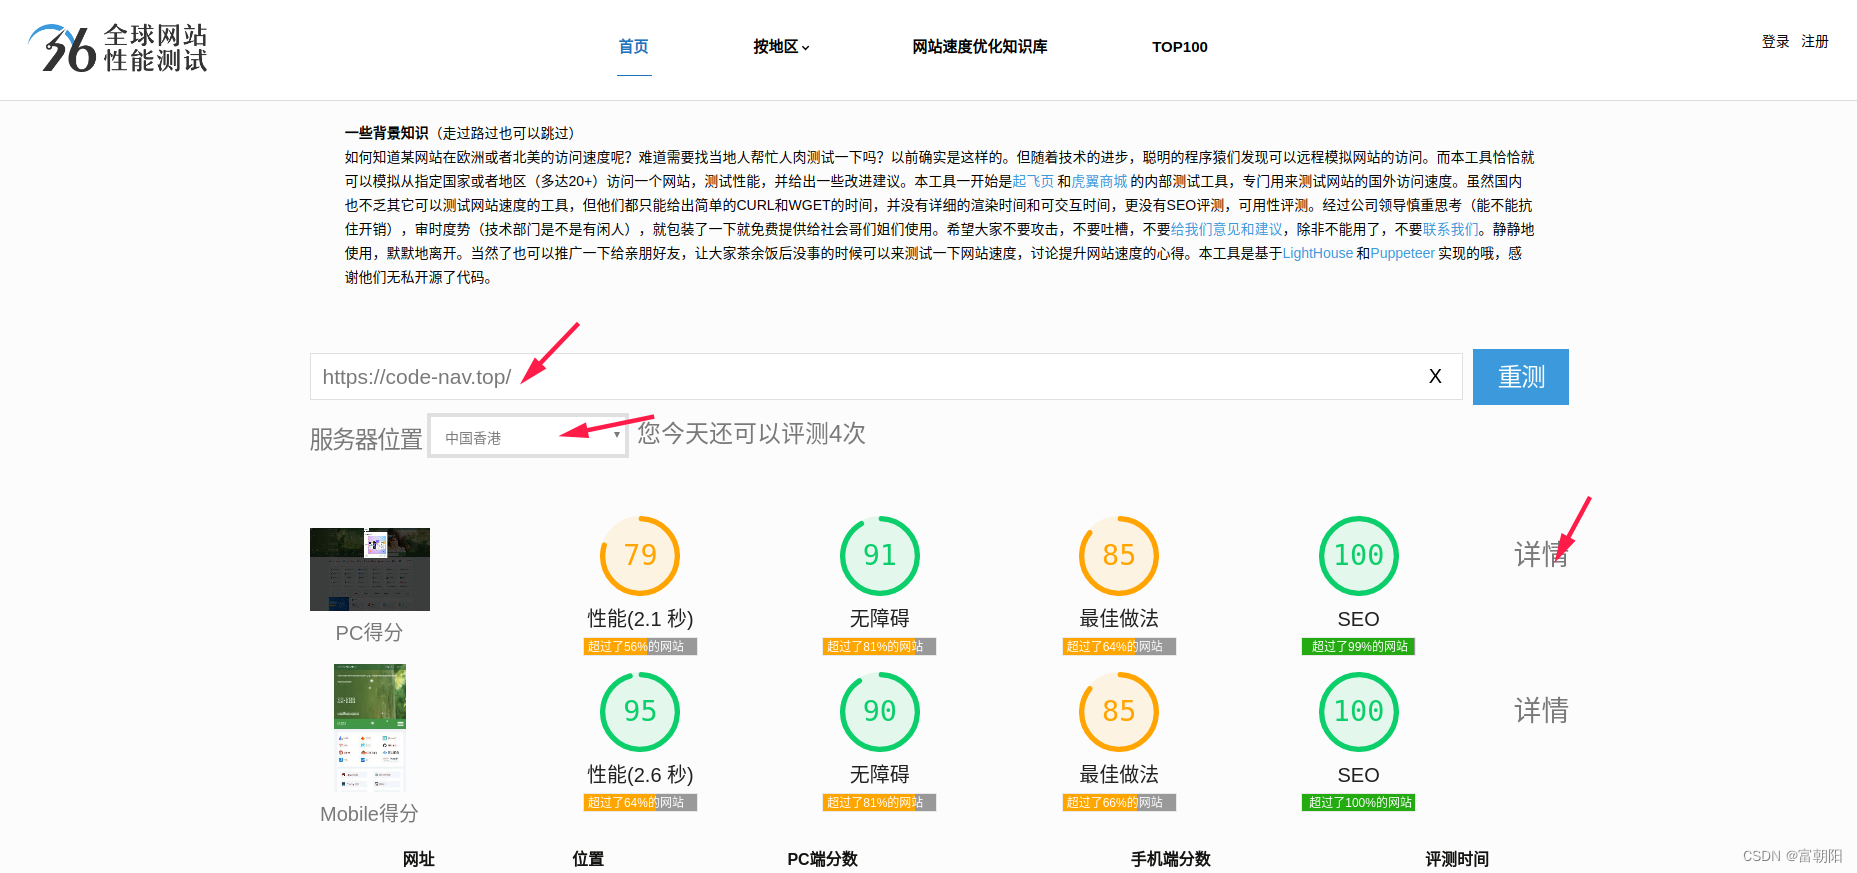 36 全球网站
性能测试
首页 按地区 网站速度优化知识库 TOP100 登录 注册
一些背景知识（走过路过也可以跳过）
如何知道某网站在欧洲或者北美的访问速度呢？难道需要找当地人帮忙人肉测试一下吗？以前确实是这样的。但随着技术的进步，聪明的程序猿们发现可以远程模拟网站的访问。而本工具恰恰就
可以模拟从指定国家或者地区（多达20+）访问一个网站，测试性能，并给出一些改进建议。本工具一开始是起飞页 和虎翼商城 的内部测试工具，专门用来测试网站的国外访问速度。虽然国内
也不乏其它可以测试网站速度的工具，但他们都只能给出简单的CURL和WGET的时间，并没有详细的渲染时间和可交互时间，更没有SEO评测，可用性评测。经过公司领导慎重思考（能不能抗
住开销），审时度势（技术部门是不是有闲人），就包装了一下就免费提供给社会哥们姐们使用。希望大家不要攻击，不要吐槽，不要给我们意见和建议，除非不能用了，不要联系我们。静静地
使用，默默地离开。当然了也可以推广一下给亲朋好友，让大家茶余饭后没事的时候可以来测试一下网站速度，讨论提升网站速度的心得。本工具是基于LightHouse 和Puppeteer 实现的哦，感
谢他们无私开源了代码。
https://code-nav.top/ X 重测
服务器位置 中国香港 您今天还可以评测4次
79 91 85 100 详情
性能(2.1 秒) 无障碍 最佳做法 SEO
PC得分
超过了56%的网站 超过了81%的网站 超过了64%的网站 超过了99%的网站
95 90 85 100 详情
性能(2.6 秒) 无障碍 最佳做法 SEO
超过了64%的网站 超过了81%的网站 超过了66%的网站 超过了100%的网站
Mobile得分
网址 位置 PC端分数 手机端分数 评测时间
CSDN @富朝阳